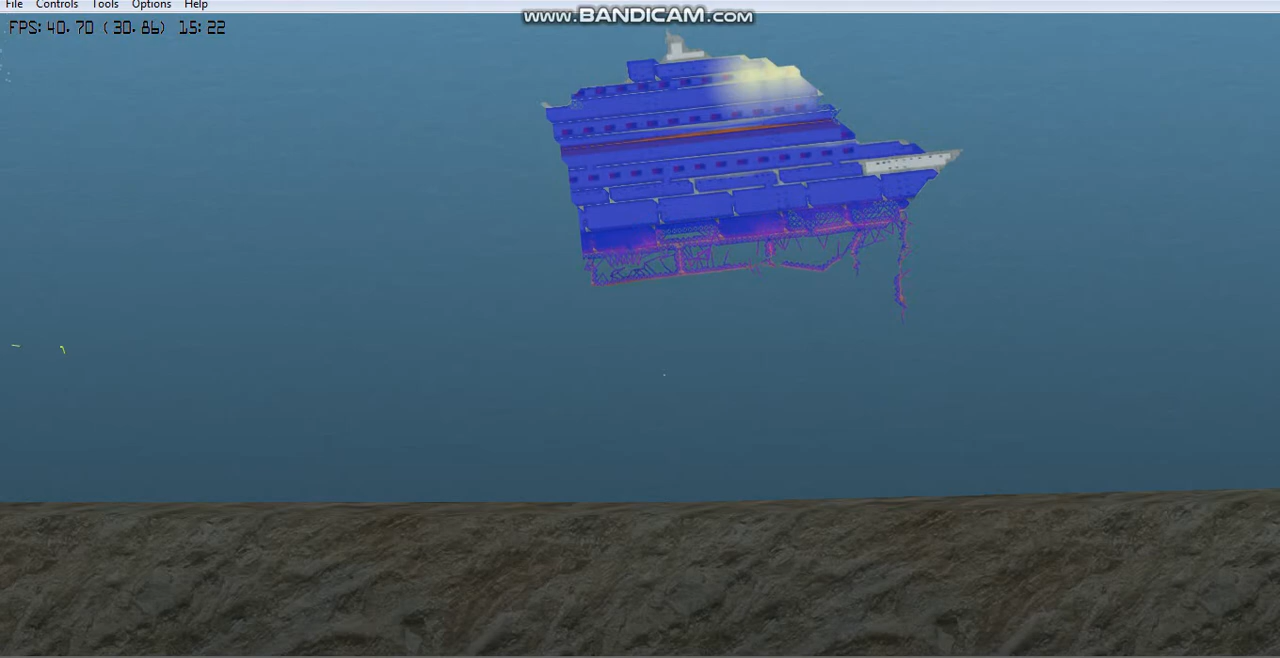 File Controls Tools Options Help
www.BANDICAM.com
FPS: 40.70 (30.86) 15:22